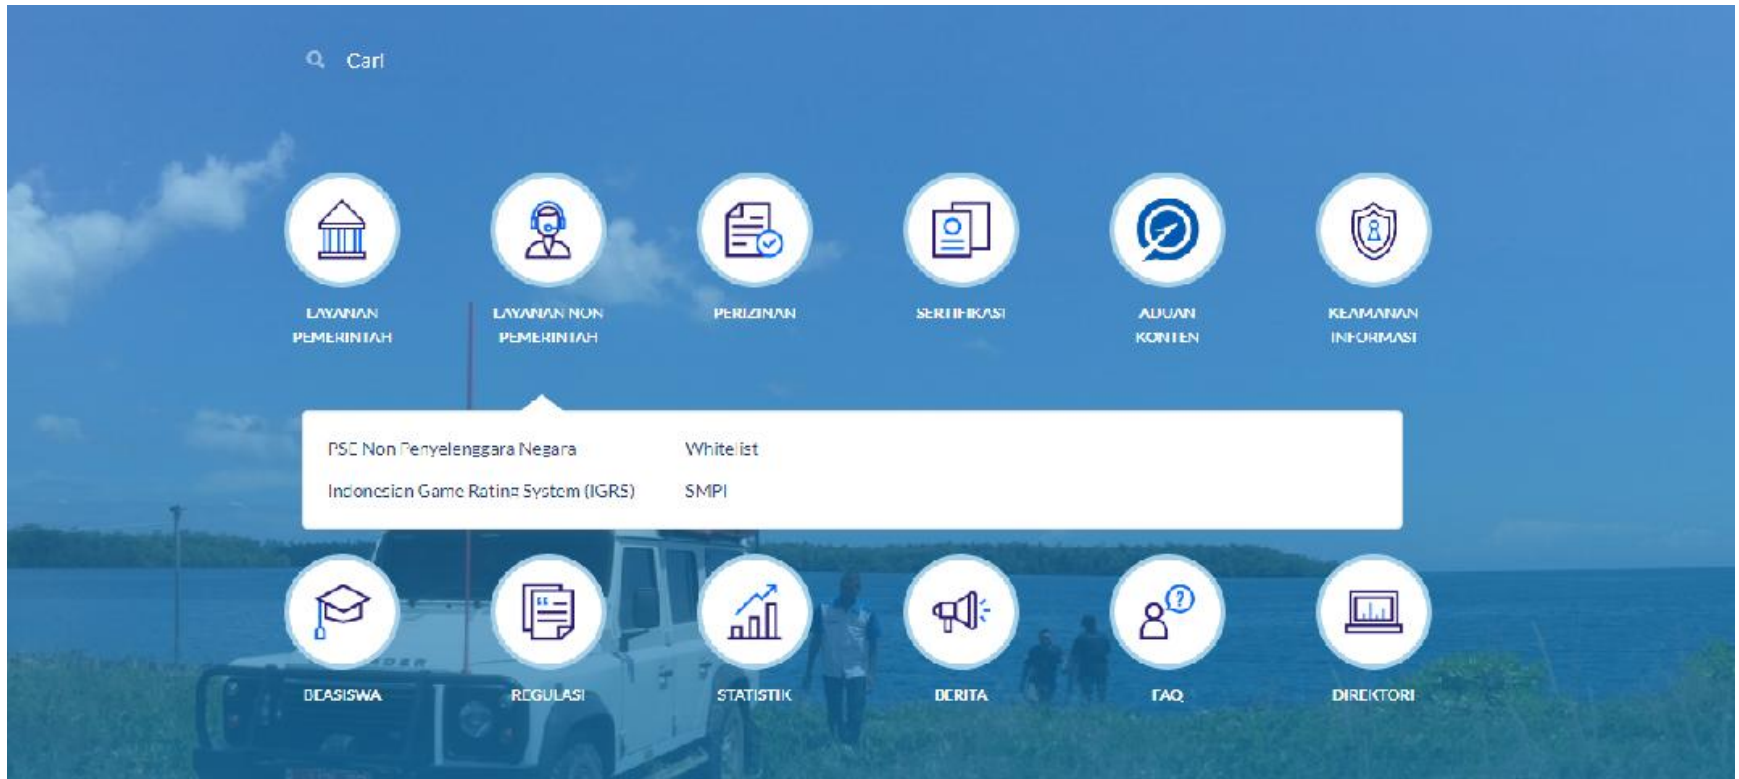 Cari
LAYANAN
PEMERINTAH
LAYANAN NON
PEMERINTAH
PERIZINAN
SERTIFIKASI
ADUAN
KONTEN
KEAMANAN
INFORMASI
PSE Non Penyelenggara Negara
Whitelist
Indonesian Game Rating System (IGRS)
SMPI
BEASISWA
REGULASI
STATISTIK
BERITA
FAQ
DIREKTORI